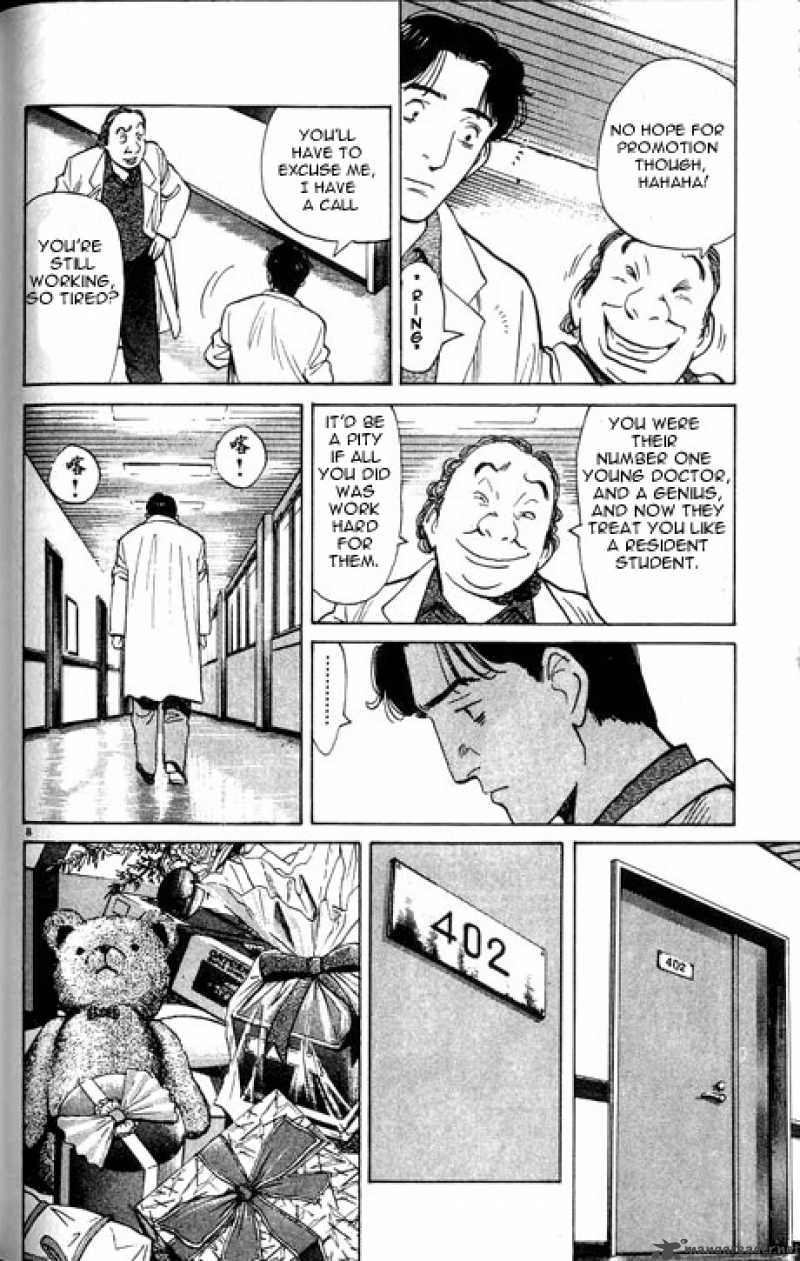 NO HOPE FOR
PROMOTION
THOUGH,
HAHAHA!
"RING"
YOU'LL
HAVE TO
EXCUSE ME,
I HAVE
A CALL
YOU'RE
STILL
WORKING,
SO TIRED?
YOU WERE
THEIR
NUMBER ONE
YOUNG DOCTOR,
AND A GENIUS,
AND NOW THEY
TREAT YOU LIKE
A RESIDENT
STUDENT.
IT'D BE
A PITY
IF ALL
YOU DID
WAS
WORK
HARD
FOR
THEM.
喀!
喀!
.........
8
402
402
mangareader.net